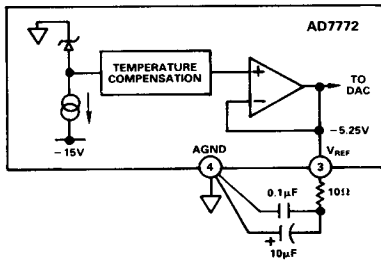 AD7772
TEMPERATURE
COMPENSATION
+
−
TO
DAC
−15V
−5.25V
AGND
VREF
4
3
0.1µF
10Ω
+
10µF